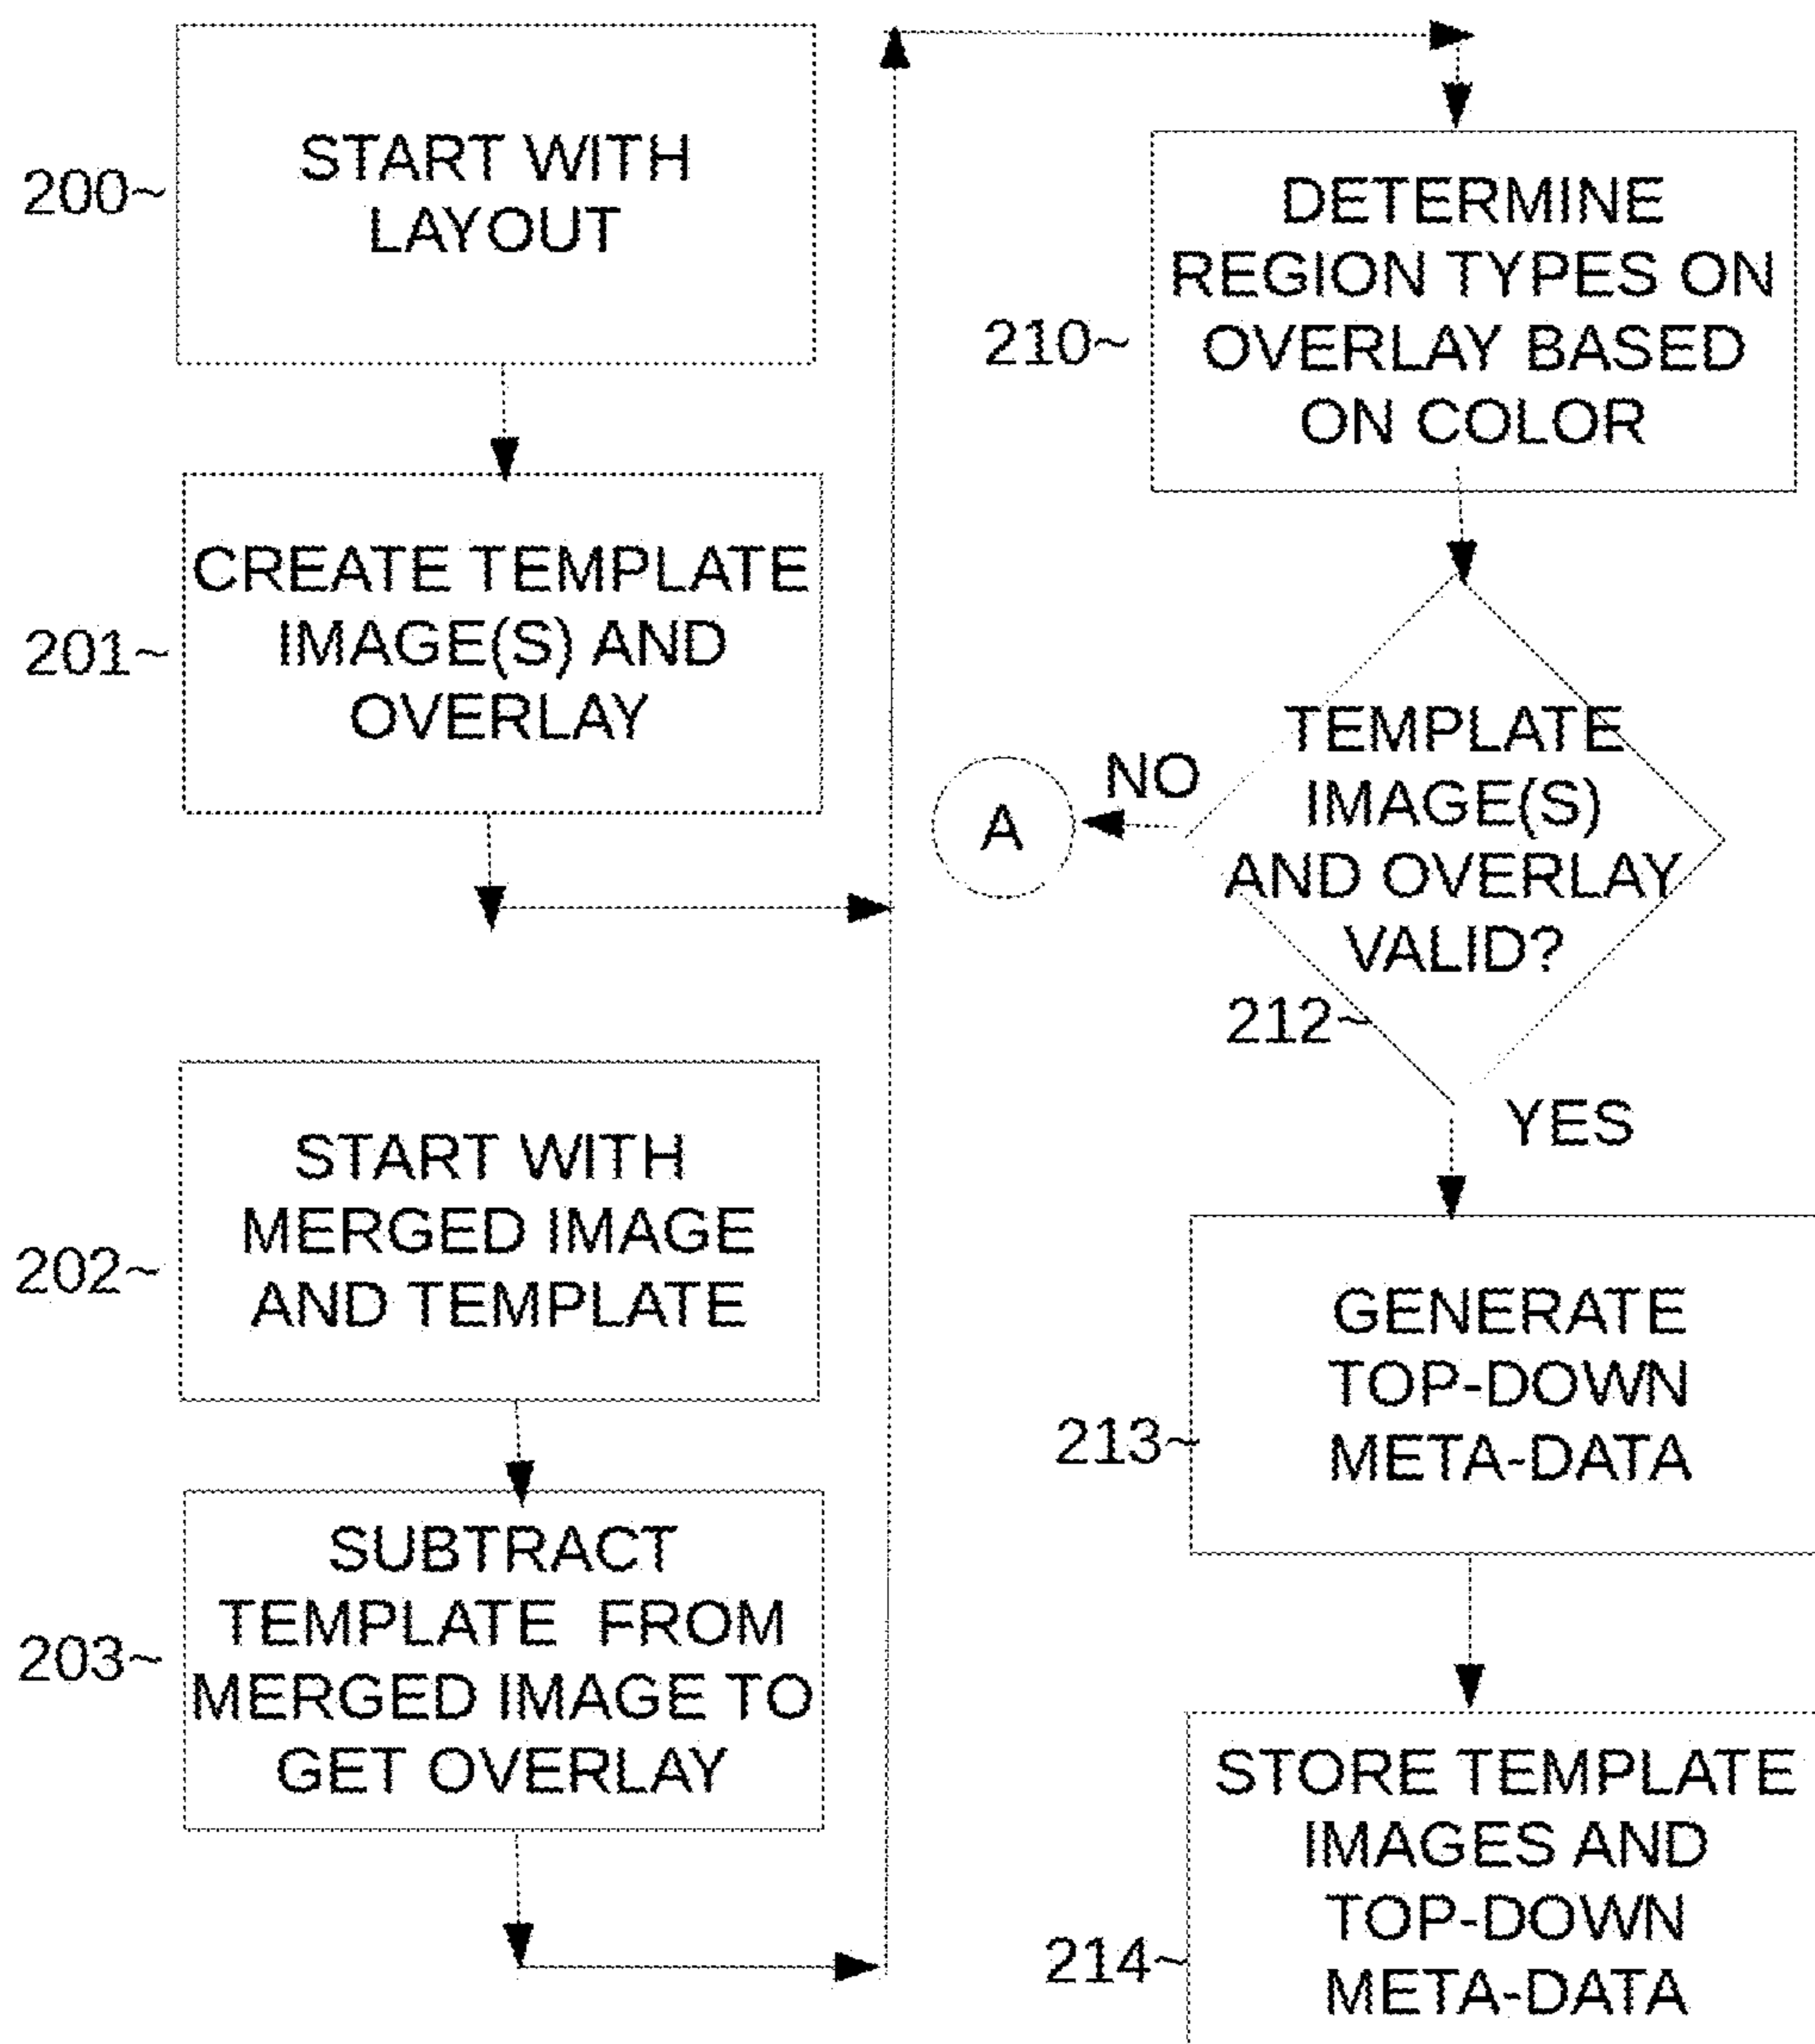 200~
START WITH
LAYOUT
201~
CREATE TEMPLATE
IMAGE(S) AND
OVERLAY
202~
START WITH
MERGED IMAGE
AND TEMPLATE
203~
SUBTRACT
TEMPLATE FROM
MERGED IMAGE TO
GET OVERLAY
210~
DETERMINE
REGION TYPES ON
OVERLAY BASED
ON COLOR
TEMPLATE
IMAGE(S)
AND OVERLAY
VALID?
212~
NO
A
YES
213~
GENERATE
TOP-DOWN
META-DATA
214~
STORE TEMPLATE
IMAGES AND
TOP-DOWN
META-DATA